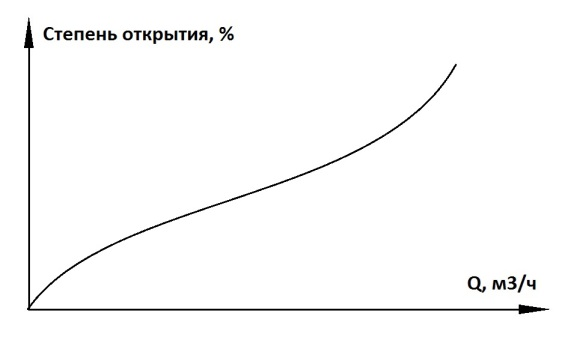 Степень открытия, %
Q, м3/ч